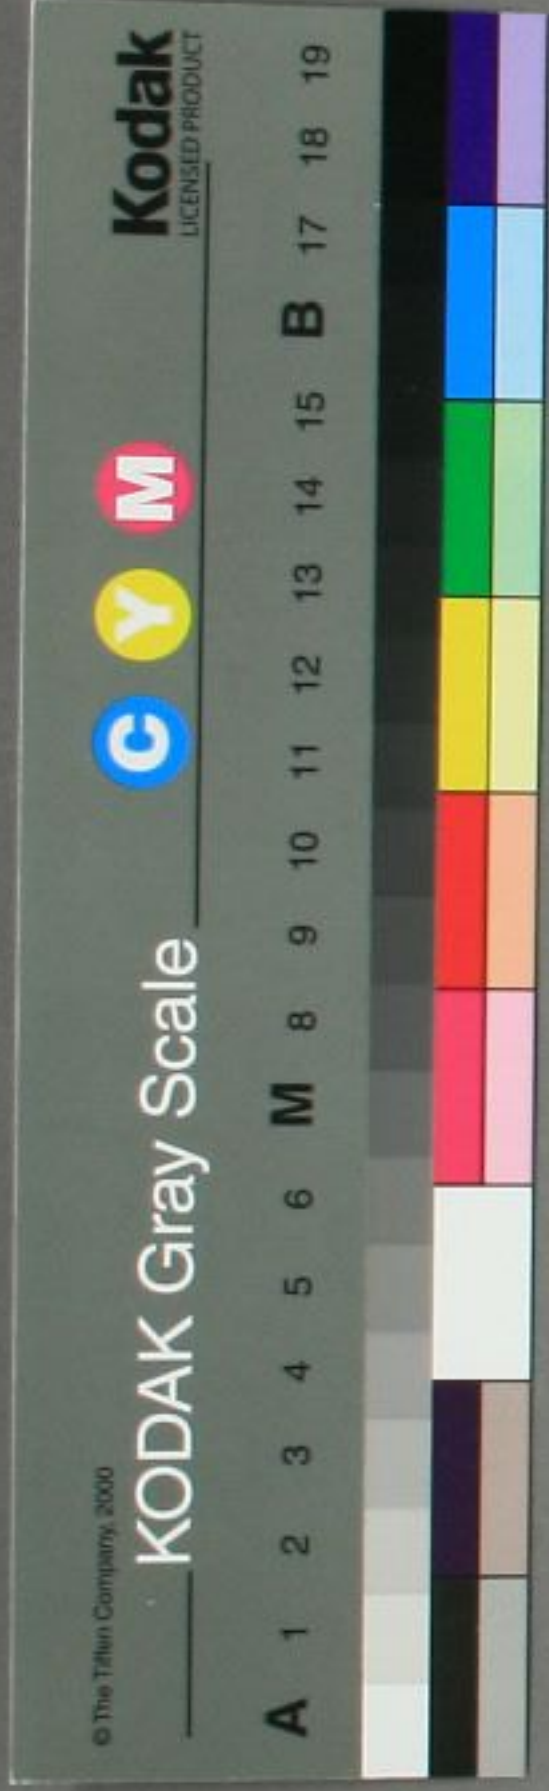 © The Tiffen Company, 2000
KODAK Gray Scale
C Y M
Kodak
LICENSED PRODUCT
A 1 2 3 4 5 6 M 8 9 10 11 12 13 14 15 B 17 18 19